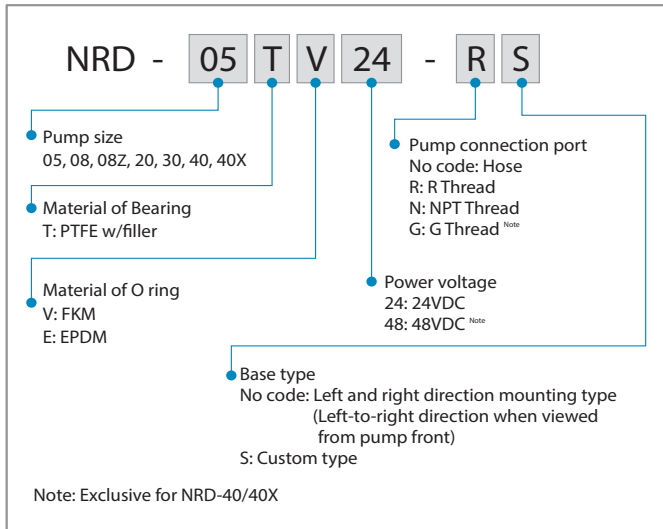 NRD - 05 T V 24 - R S
Pump size
05, 08, 08Z, 20, 30, 40, 40X
Material of Bearing
T: PTFE w/filler
Material of O ring
V: FKM
E: EPDM
Pump connection port
No code: Hose
R: R Thread
N: NPT Thread
G: G Thread Note
Power voltage
24: 24VDC
48: 48VDC Note
Base type
No code: Left and right direction mounting type
(Left-to-right direction when viewed
from pump front)
S: Custom type
Note: Exclusive for NRD-40/40X